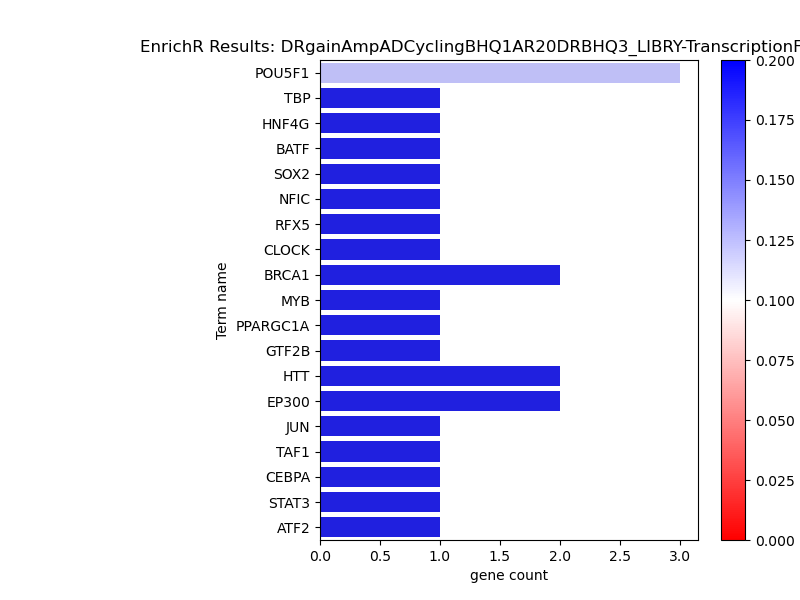 EnrichR Results: DRgainAmpADCyclingBHQ1AR20DRBHQ3_LIBRY-TranscriptionF
POU5F1
TBP
HNF4G
BATF
SOX2
NFIC
RFX5
CLOCK
BRCA1
MYB
PPARGC1A
GTF2B
HTT
EP300
JUN
TAF1
CEBPA
STAT3
ATF2
Term name
0.0 0.5 1.0 1.5 2.0 2.5 3.0
gene count
0.200
0.175
0.150
0.125
0.100
0.075
0.050
0.025
0.000